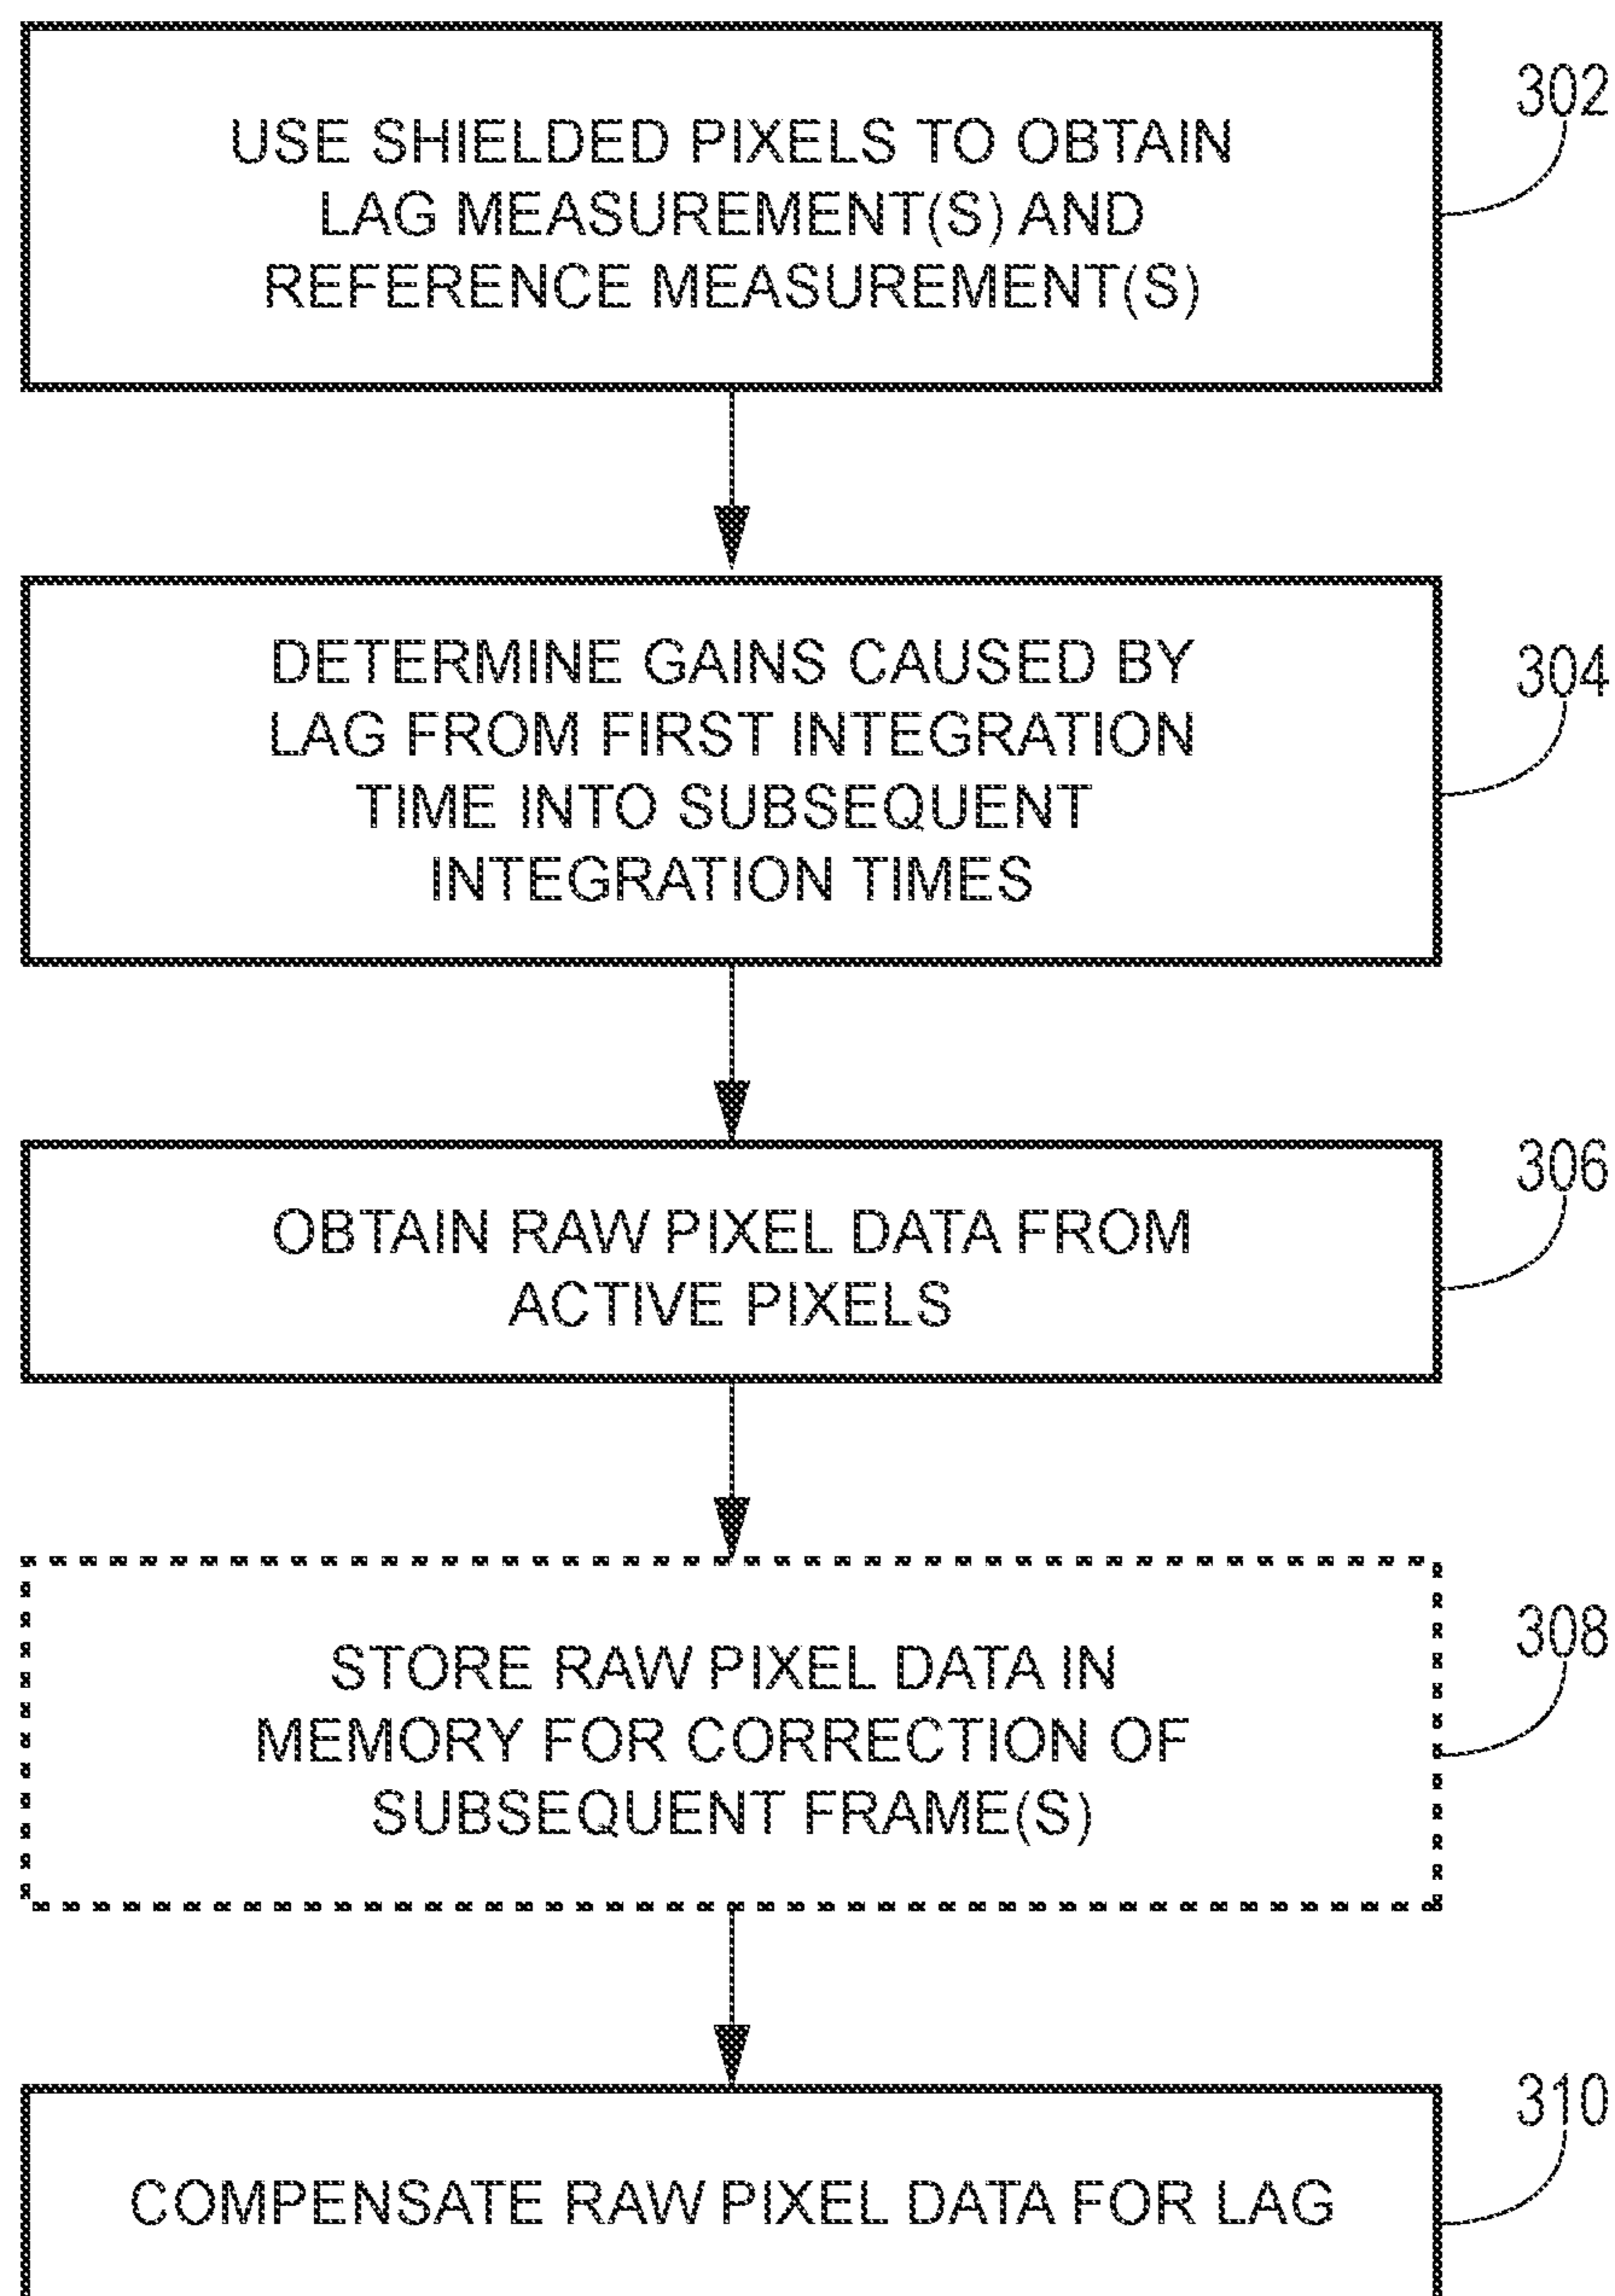 USE SHIELDED PIXELS TO OBTAIN
LAG MEASUREMENT(S) AND
REFERENCE MEASUREMENT(S)
302
DETERMINE GAINS CAUSED BY
LAG FROM FIRST INTEGRATION
TIME INTO SUBSEQUENT
INTEGRATION TIMES
304
OBTAIN RAW PIXEL DATA FROM
ACTIVE PIXELS
306
STORE RAW PIXEL DATA IN
MEMORY FOR CORRECTION OF
SUBSEQUENT FRAME(S)
308
COMPENSATE RAW PIXEL DATA FOR LAG
310